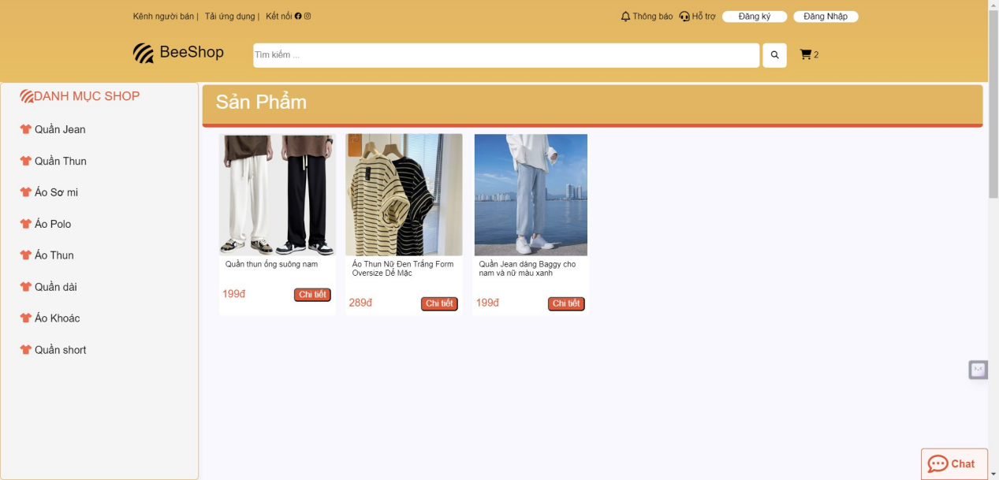 Kênh người bán | Tải ứng dụng | Kết nối
Thông báo Hỗ trợ Đăng ký Đăng Nhập
BeeShop
Tìm kiếm ...
2
DANH MỤC SHOP
Quần Jean
Quần Thun
Áo Sơ mi
Áo Polo
Áo Thun
Quần dài
Áo Khoác
Quần short
Sản Phẩm
Quần thun ống suông nam
199đ Chi tiết
Áo Thun Nữ Đen Trắng Form
Oversize Dễ Mặc
289đ Chi tiết
Quần Jean dáng Baggy cho
nam và nữ màu xanh
199đ Chi tiết
Chat